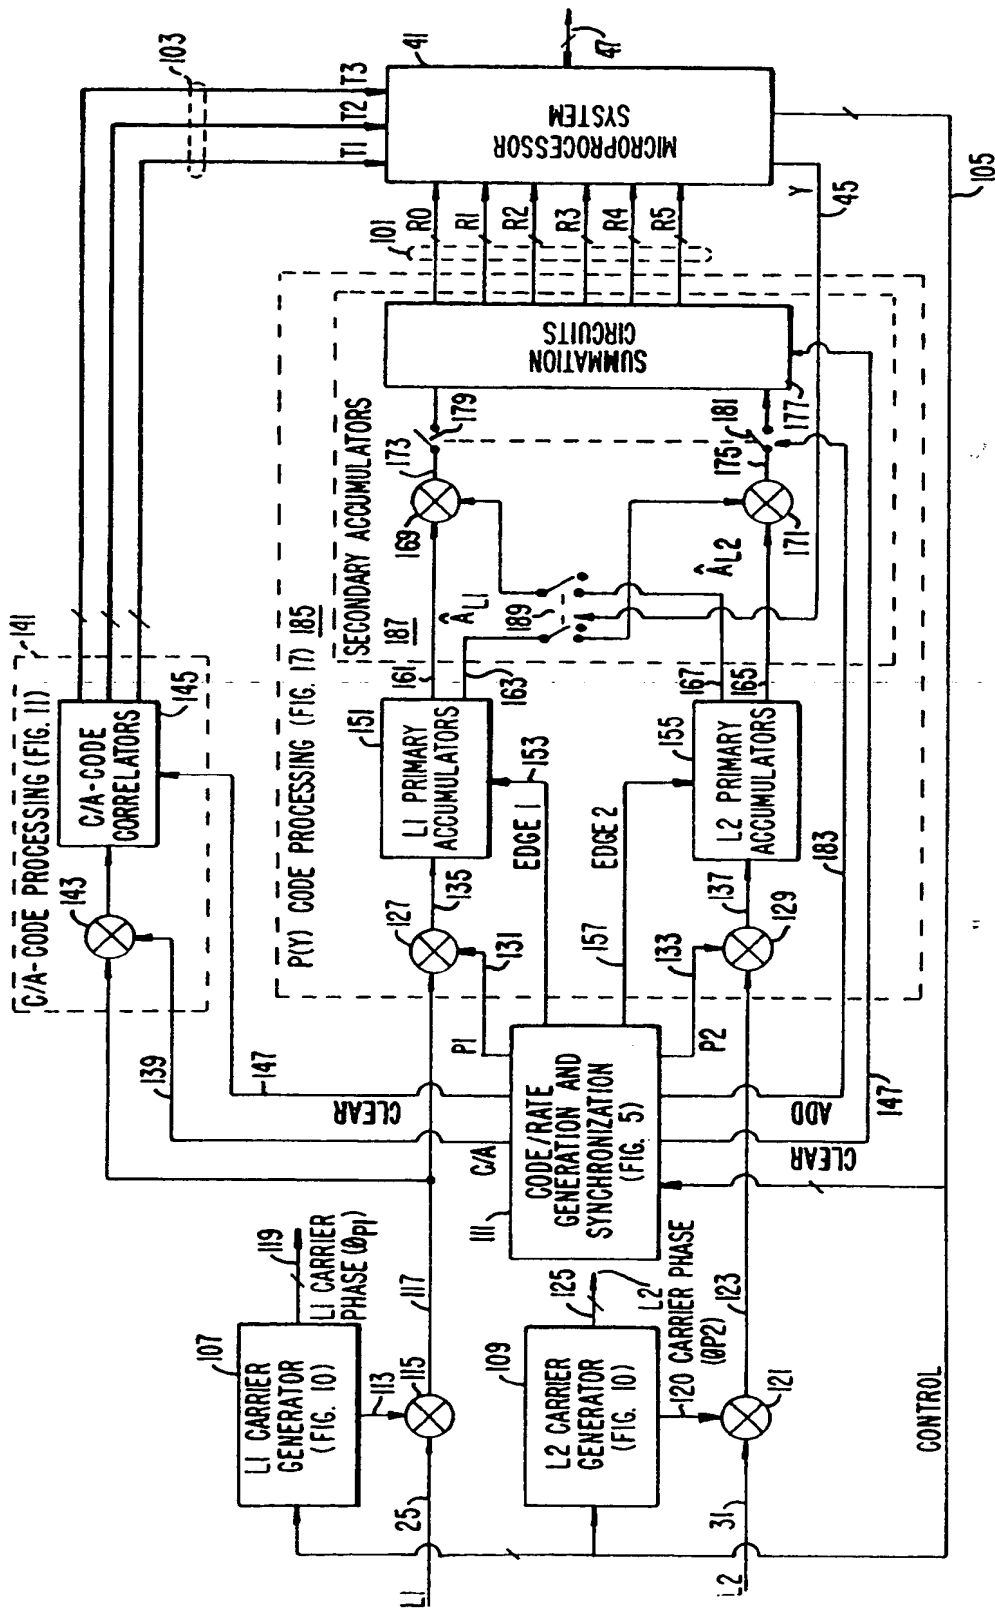 C/A-CODE PROCESSING (FIG. 11)
141
143
C/A-CODE
CORRELATORS
145
139
147
CLEAR
C/A
103
T1
T2
T3
P(Y) CODE PROCESSING (FIG. 17) 185
SECONDARY ACCUMULATORS
187
L1 CARRIER
GENERATOR
(FIG. 10)
107
119
L1 CARRIER
PHASE (ØP1)
113
115
117
L1
25
127
131
P1
135
L1 PRIMARY
ACCUMULATORS
151
161
163
ÂL1
169
173
179
189
EDGE 1
153
CODE/RATE
GENERATION AND
SYNCHRONIZATION
(FIG. 5)
111
EDGE 2
157
L2 CARRIER
GENERATOR
(FIG. 10)
109
125
L2
120 CARRIER PHASE
(ØP2)
121
123
L2
31
129
133
P2
137
L2 PRIMARY
ACCUMULATORS
155
165
167
ÂL2
171
175
181
177
SUMMATION
CIRCUITS
101
R0
R1
R2
R3
R4
R5
MICROPROCESSOR
SYSTEM
41
47
Y
45
105
ADD
183
CLEAR
147
CONTROL